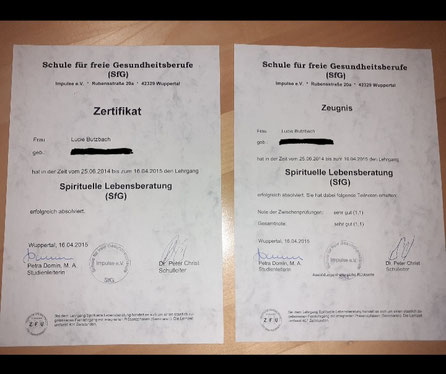 Schule für freie Gesundheitsberufe
(SfG)
Impulse e.V. * Rubensstraße 20a * 42329 Wuppertal
Zertifikat
Frau Lucie Butzbach
geb.:
hat in der Zeit vom 25.06.2014 bis zum 16.04.2015 den Lehrgang
Spirituelle Lebensberatung
(SfG)
erfolgreich absolviert.
Wuppertal, 16.04.2015
Petra Domin, M. A.
Studienleiterin
Impulse e.V.
SfG
Dr. Peter Christ
Schulleiter
ZFU
Schule für freie Gesundheitsberufe
(SfG)
Impulse e.V. * Rubensstraße 20a * 42329 Wuppertal
Zeugnis
Frau Lucie Butzbach
geb.:
hat in der Zeit vom 25.06.2014 bis zum 16.04.2015 den Lehrgang
Spirituelle Lebensberatung
(SfG)
erfolgreich absolviert. Sie hat dabei folgende Teilnoten erhalten:
Note der Zwischenprüfungen: sehr gut (1,1)
Gesamtnote: sehr gut (1,1)
Wuppertal, 16.04.2015
Petra Domin, M. A.
Studienleiterin
Impulse e.V.
Dr. Peter Christ
Schulleiter
ZFU